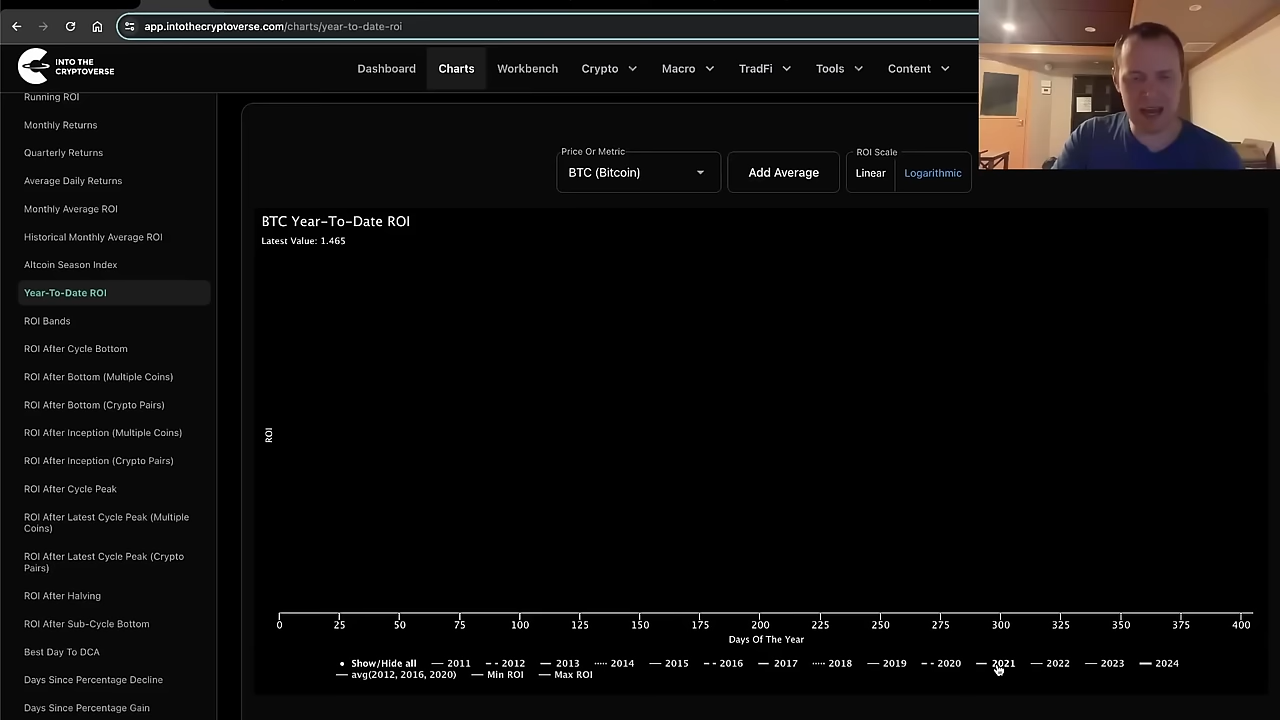 app.intothecryptoverse.com/charts/year-to-date-roi
INTO THE
CRYPTOVERSE
Dashboard
Charts
Workbench
Crypto
Macro
TradFi
Tools
Content
Running ROI
Monthly Returns
Quarterly Returns
Average Daily Returns
Monthly Average ROI
Historical Monthly Average ROI
Altcoin Season Index
Year-To-Date ROI
ROI Bands
ROI After Cycle Bottom
ROI After Bottom (Multiple Coins)
ROI After Bottom (Crypto Pairs)
ROI After Inception (Multiple Coins)
ROI After Inception (Crypto Pairs)
ROI After Cycle Peak
ROI After Latest Cycle Peak (Multiple
Coins)
ROI After Latest Cycle Peak (Crypto
Pairs)
ROI After Halving
ROI After Sub-Cycle Bottom
Best Day To DCA
Days Since Percentage Decline
Days Since Percentage Gain
Price Or Metric
BTC (Bitcoin)
Add Average
ROI Scale
Linear
Logarithmic
BTC Year-To-Date ROI
Latest Value: 1.465
ROI
0 25 50 75 100 125 150 175 200 225 250 275 300 325 350 375 400
Days Of The Year
Show/Hide all 2011 2012 2013 2014 2015 2016 2017 2018 2019 2020 2021 2022 2023 2024
avg(2012, 2016, 2020) Min ROI Max ROI